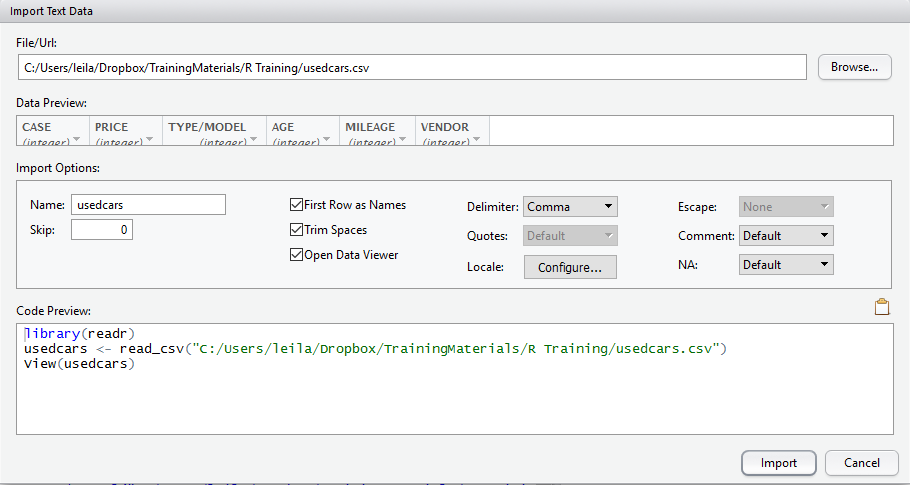 Import Text Data
File/Url:
C:/Users/leila/Dropbox/TrainingMaterials/R Training/usedcars.csv
Browse...
Data Preview:
CASE PRICE TYPE/MODEL AGE MILEAGE VENDOR
(integer) (integer) (integer) (integer) (integer) (integer)
Import Options:
Name: usedcars First Row as Names Delimiter: Comma Escape: None
Skip: 0 Trim Spaces Quotes: Default Comment: Default
Open Data Viewer Locale: Configure... NA: Default
Code Preview:
library(readr)
usedcars <- read_csv("C:/Users/leila/Dropbox/TrainingMaterials/R Training/usedcars.csv")
View(usedcars)
Import Cancel